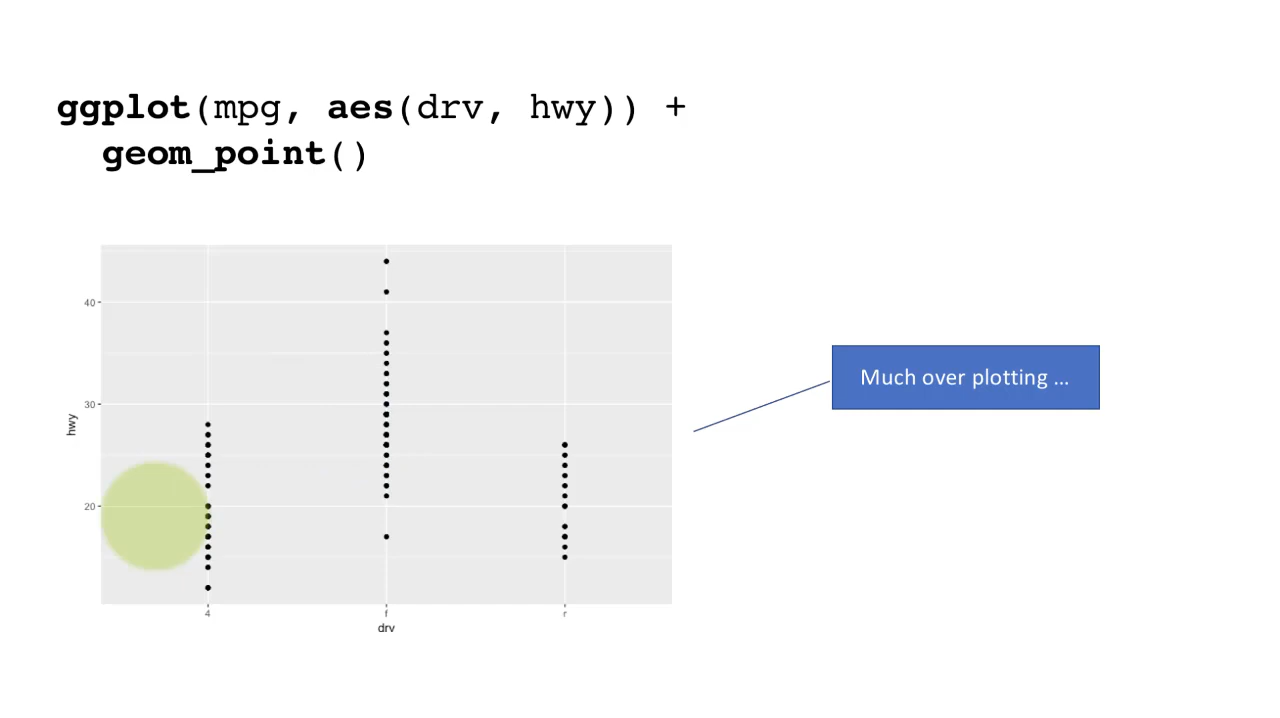 ggplot(mpg, aes(drv, hwy)) +
geom_point()
40
30
20
hwy
4 f r
drv
Much over plotting …